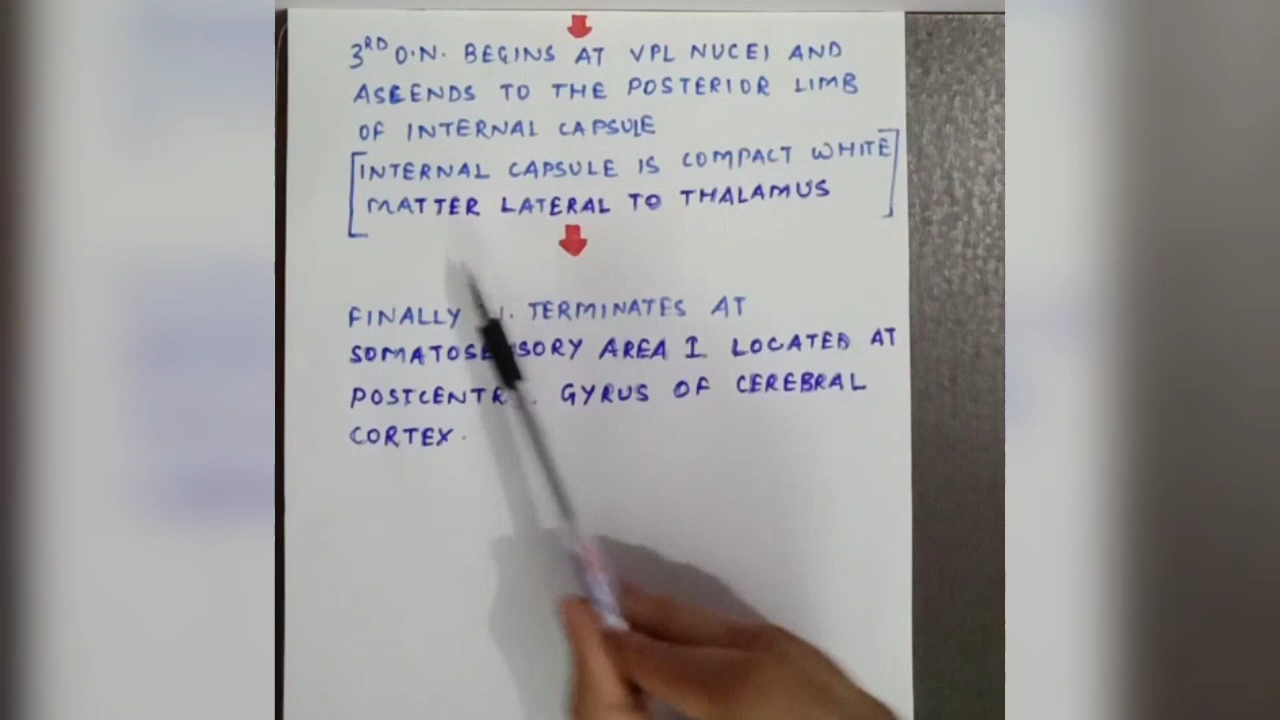 3RD O.N. BEGINS AT VPL NUCEI AND
ASCENDS TO THE POSTERIOR LIMB
OF INTERNAL CAPSULE
[INTERNAL CAPSULE IS COMPACT WHITE
MATTER LATERAL TO THALAMUS]
FINALLY TERMINATES AT
AREA I LOCATED AT
GYRUS OF CEREBRAL
CORTEX.